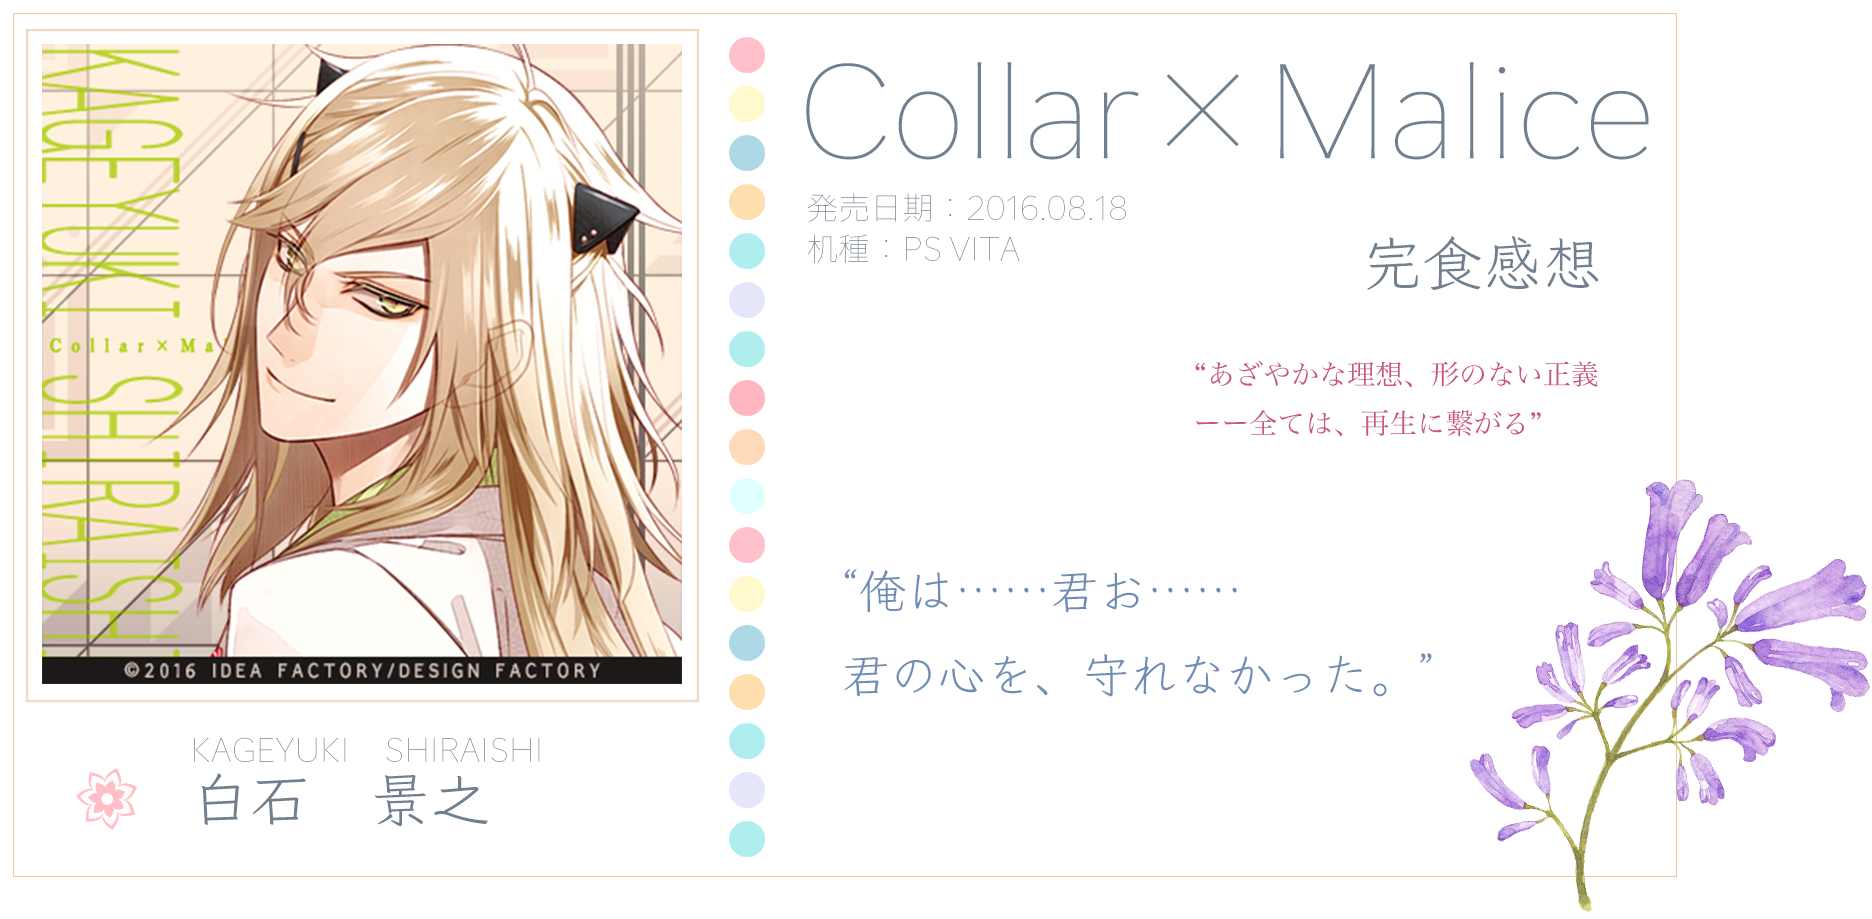 KAGEYUKI SHIRAISHI
Collar×Ma
©2016 IDEA FACTORY/DESIGN FACTORY
KAGEYUKI SHIRAISHI
白石 景之
Collar×Malice
発売日期：2016.08.18
机種：PS VITA
完食感想
“あざやかな理想、形のない正義
ーー全ては、再生に繋がる”
“俺は……君お……
君の心を、守れなかった。”